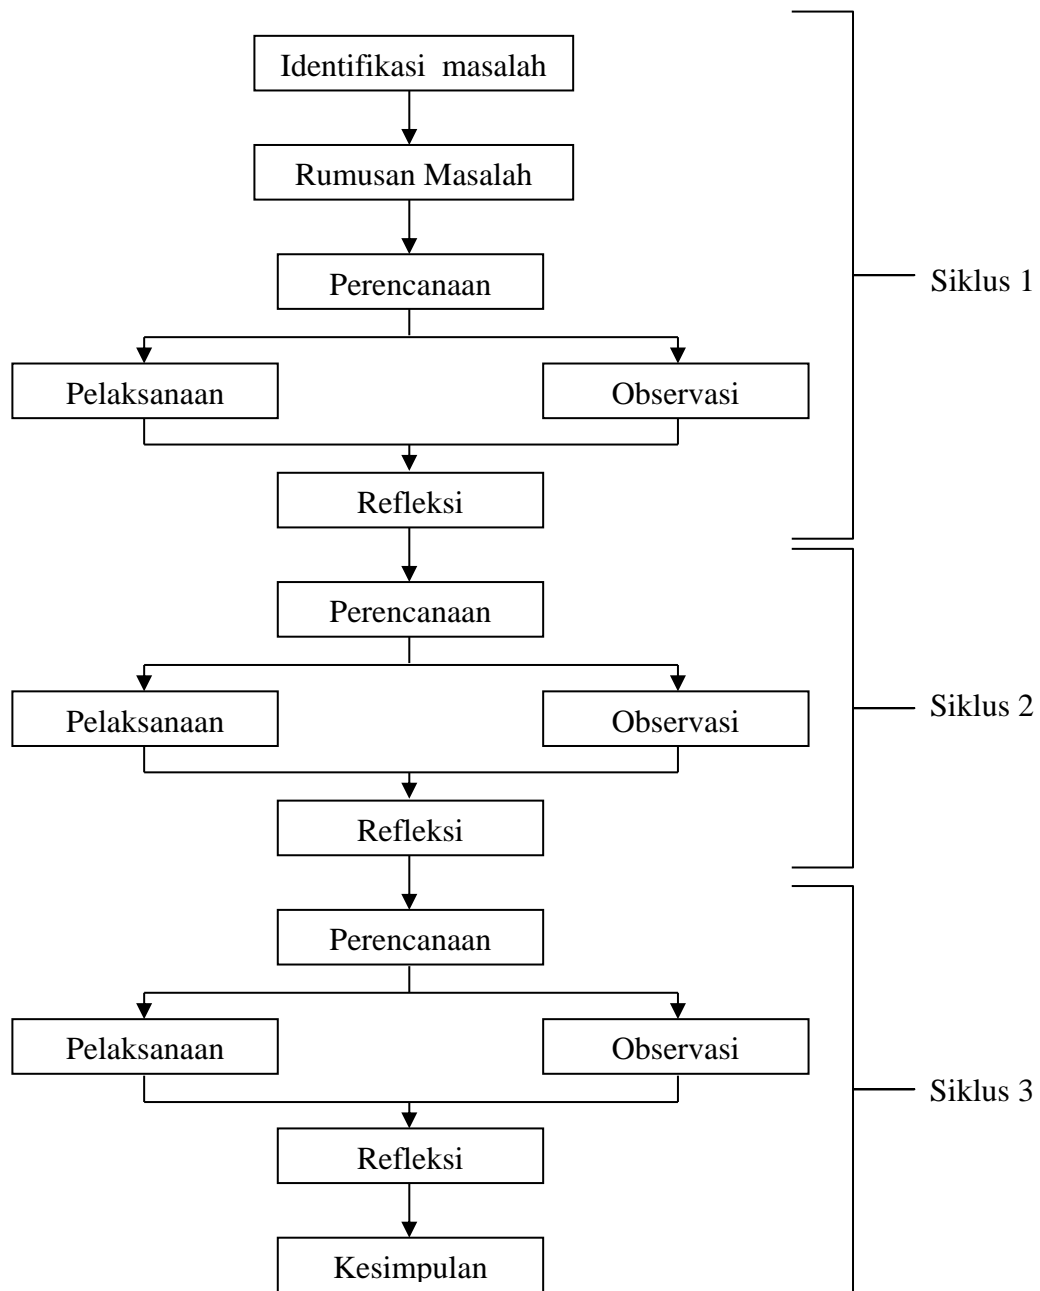 Identifikasi masalah
Rumusan Masalah
Perencanaan
Siklus 1
Pelaksanaan
Observasi
Refleksi
Perencanaan
Pelaksanaan
Observasi
Siklus 2
Refleksi
Perencanaan
Pelaksanaan
Observasi
Siklus 3
Refleksi
Kesimpulan